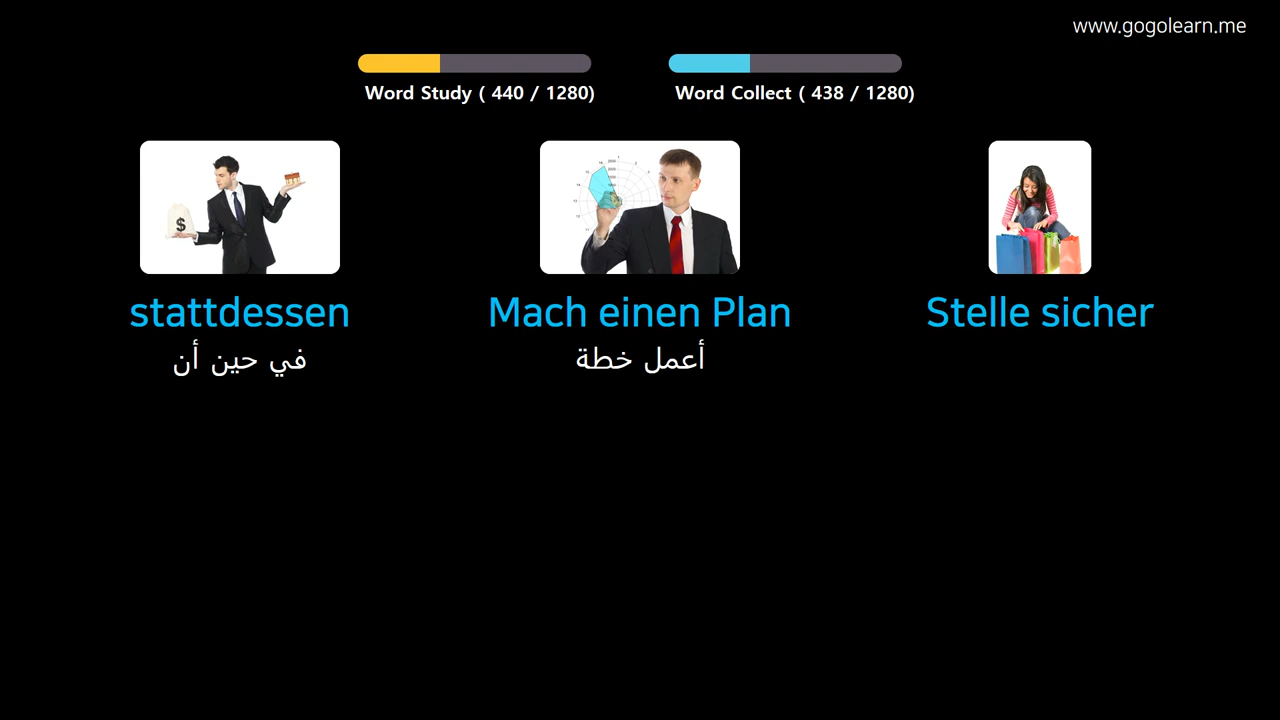 www.gogolearn.me
Word Study ( 440 / 1280)
Word Collect ( 438 / 1280)
$
stattdessen
في حين أن
Mach einen Plan
أعمل خطة
Stelle sicher